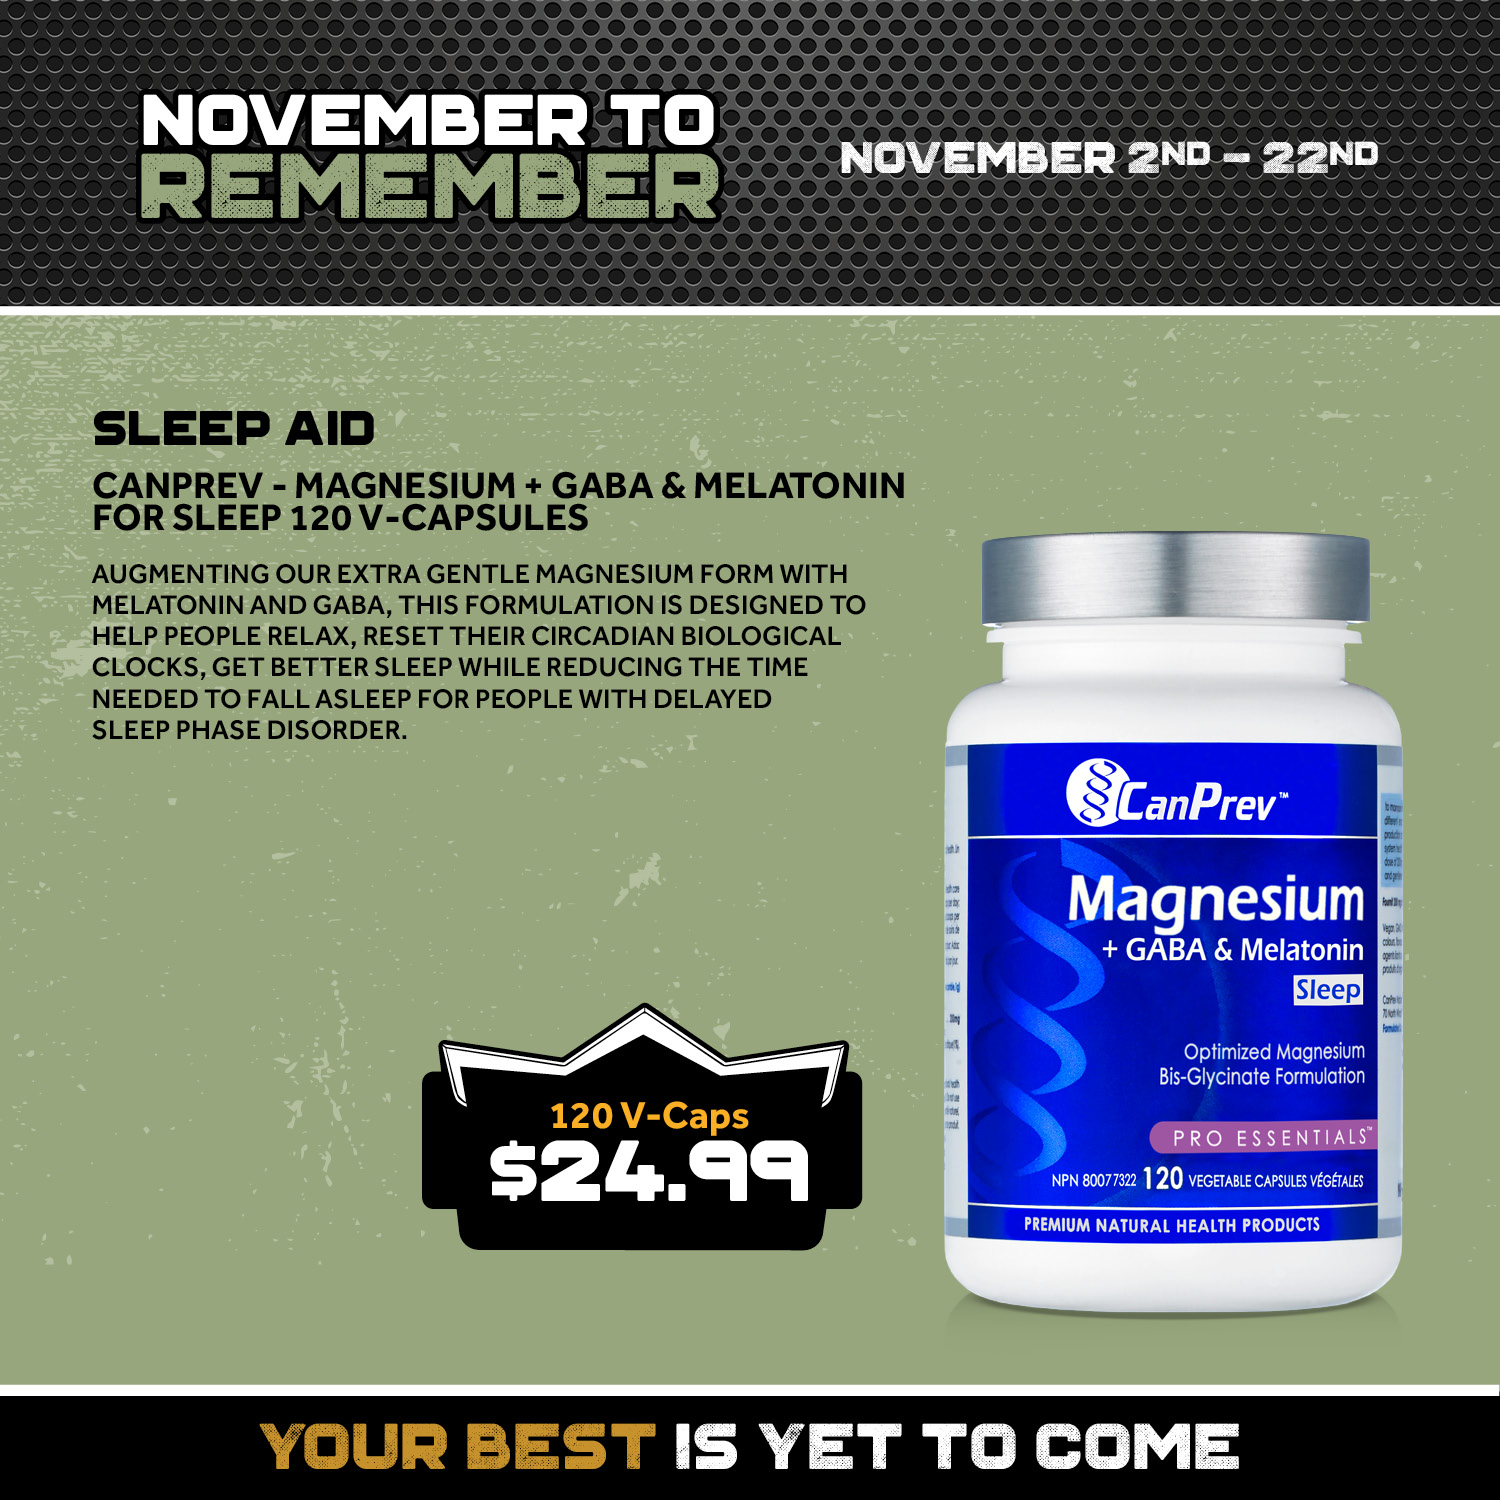 NOVEMBER TO
REMEMBER
NOVEMBER 2ND – 22ND
SLEEP AID
CANPREV - MAGNESIUM + GABA & MELATONIN
FOR SLEEP 120 V-CAPSULES
AUGMENTING OUR EXTRA GENTLE MAGNESIUM FORM WITH
MELATONIN AND GABA, THIS FORMULATION IS DESIGNED TO
HELP PEOPLE RELAX, RESET THEIR CIRCADIAN BIOLOGICAL
CLOCKS, GET BETTER SLEEP WHILE REDUCING THE TIME
NEEDED TO FALL ASLEEP FOR PEOPLE WITH DELAYED
SLEEP PHASE DISORDER.
120 V-Caps
$24.99
CanPrev™
Magnesium
+ GABA & Melatonin
Sleep
Optimized Magnesium
Bis-Glycinate Formulation
PRO ESSENTIALS™
NPN 80077322 120 VEGETABLE CAPSULES VÉGÉTALES
PREMIUM NATURAL HEALTH PRODUCTS
YOUR BEST IS YET TO COME